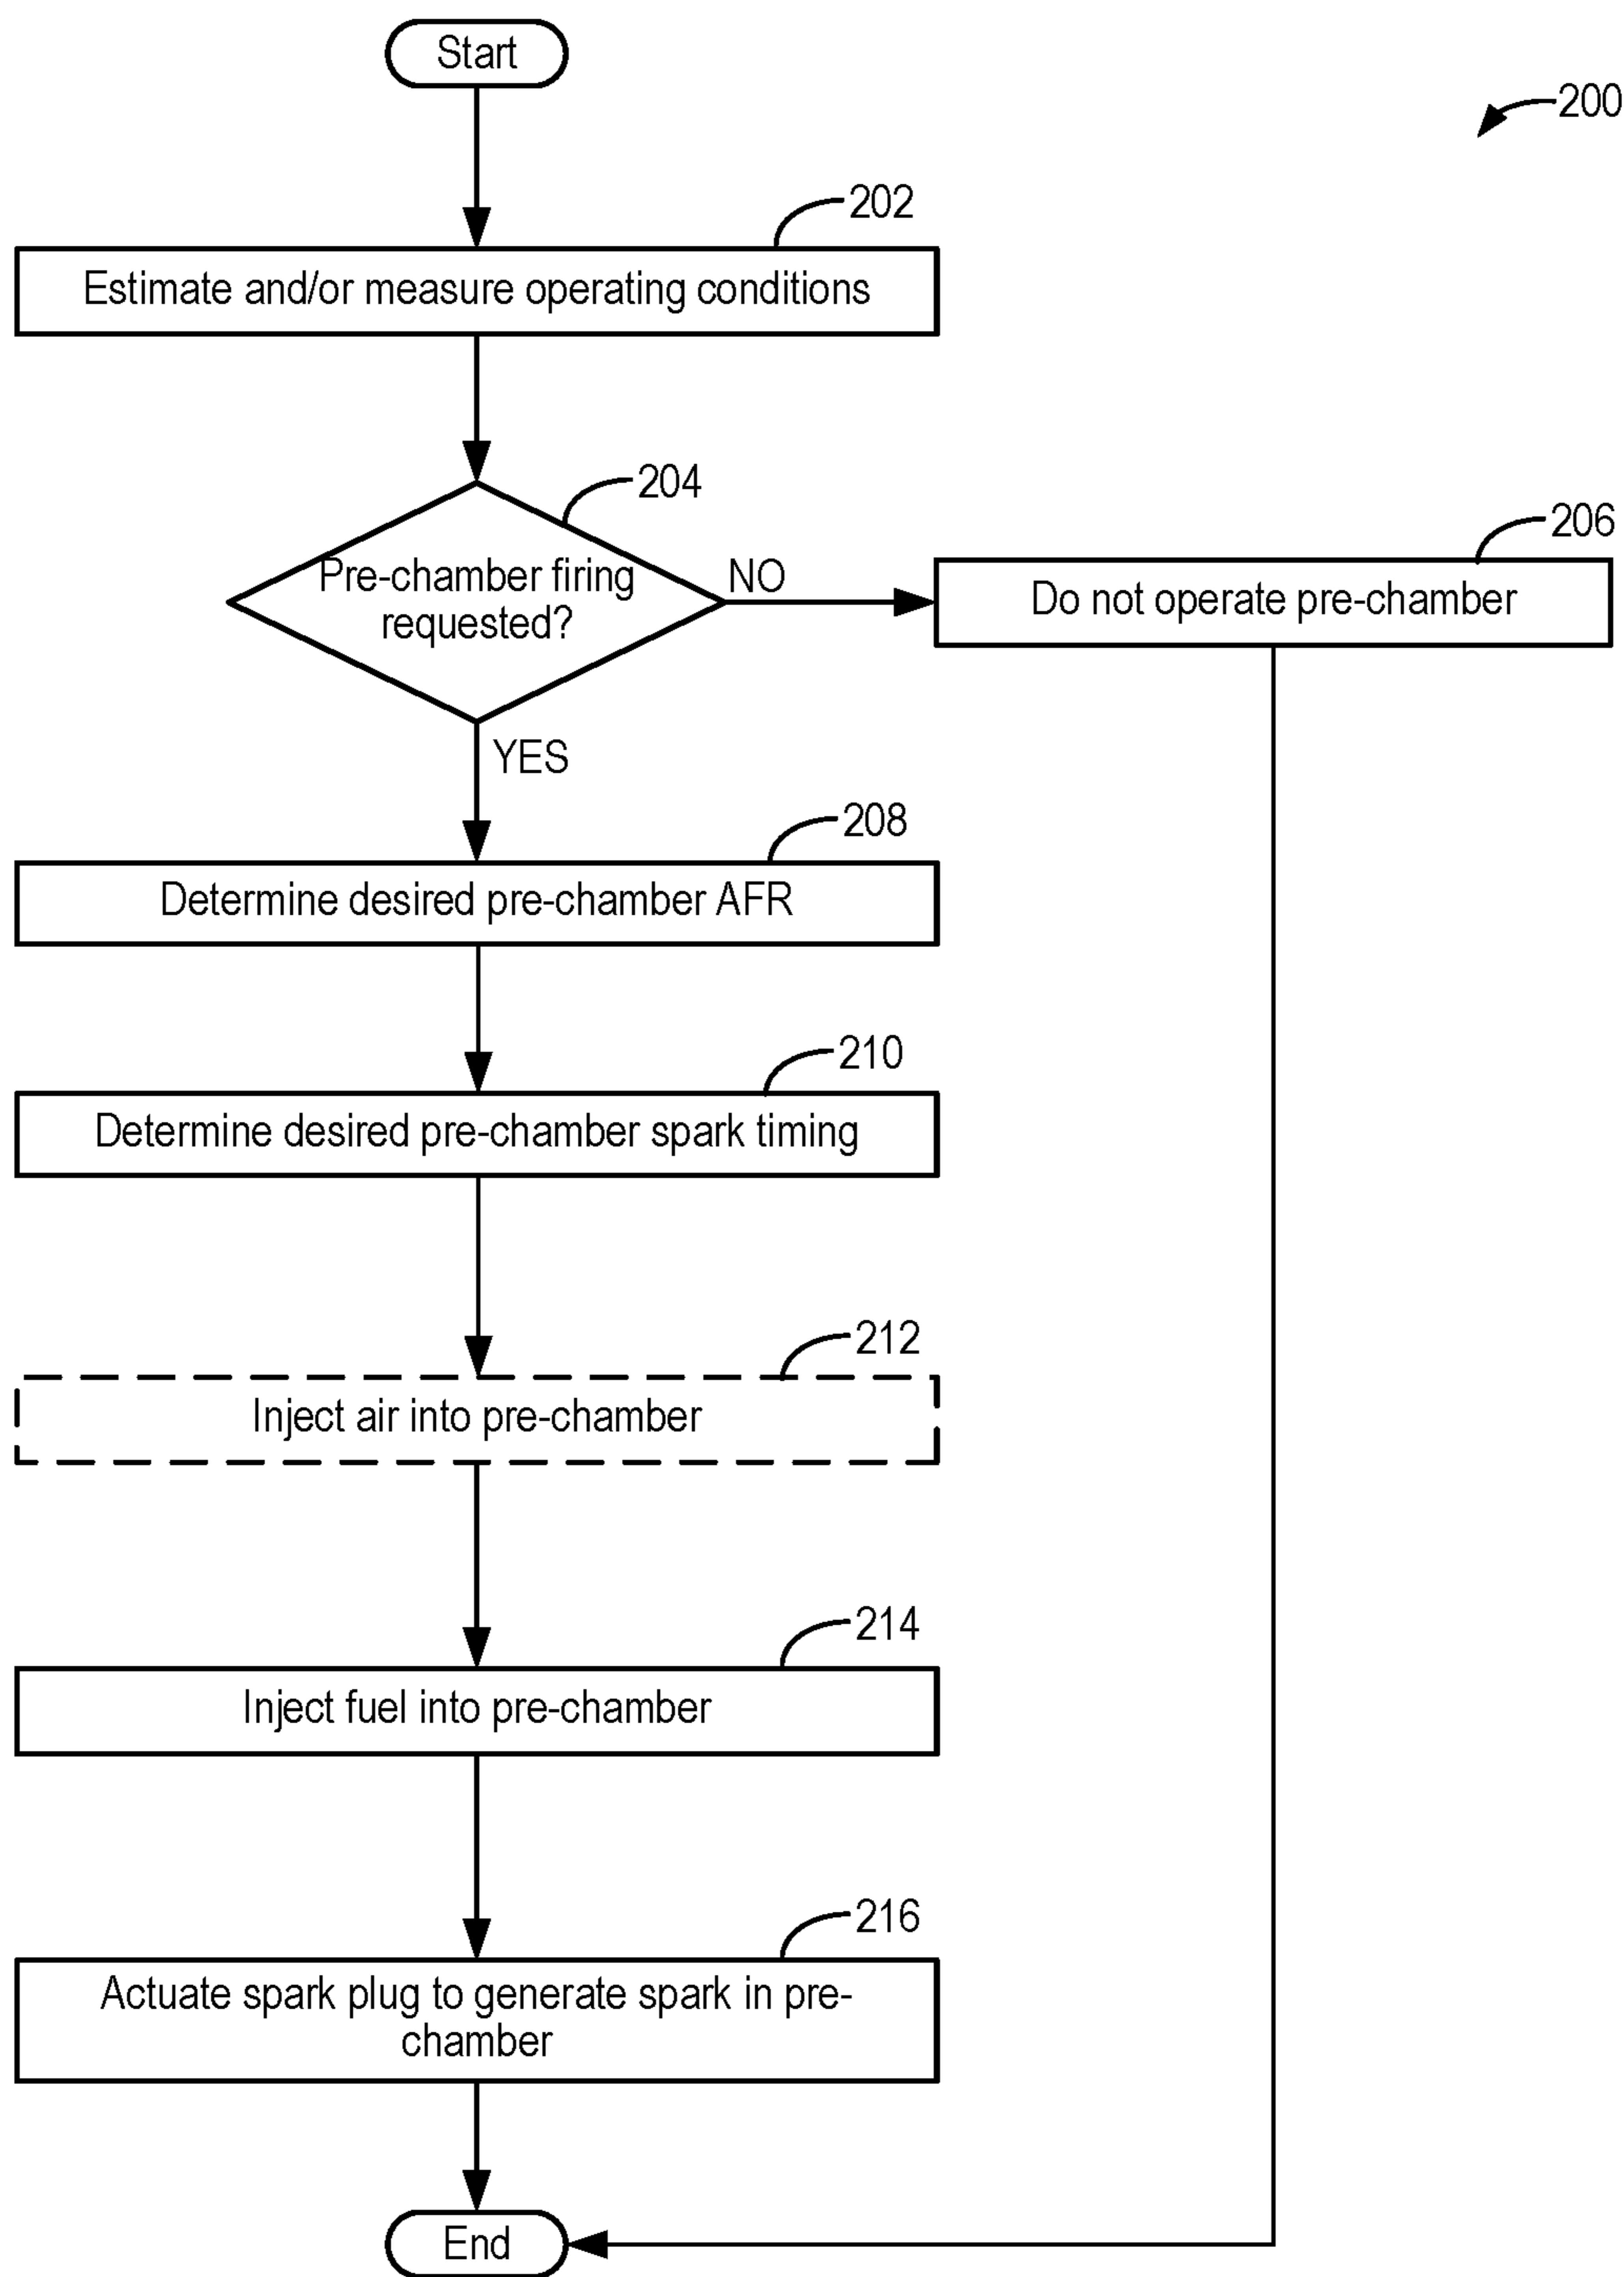 Start
200
202
Estimate and/or measure operating conditions
204
Pre-chamber firing
requested?
NO
206
Do not operate pre-chamber
YES
208
Determine desired pre-chamber AFR
210
Determine desired pre-chamber spark timing
212
Inject air into pre-chamber
214
Inject fuel into pre-chamber
216
Actuate spark plug to generate spark in pre-
chamber
End